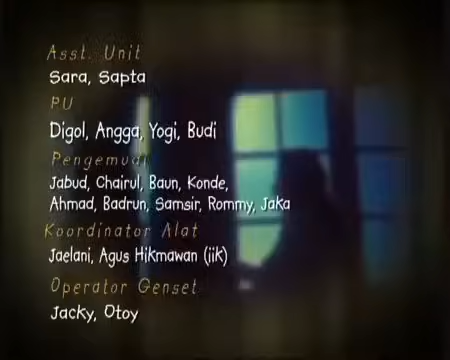 Asst. Unit
Sara, Sapta
PU
Digol, Angga, Yogi, Budi
Pengemudi
Jabud, Chairul, Baun, Konde,
Ahmad, Badrun, Samsir, Rommy, Jaka
Koordinator Alat
Jaelani, Agus Hikmawan (iik)
Operator Genset
Jacky, Otoy